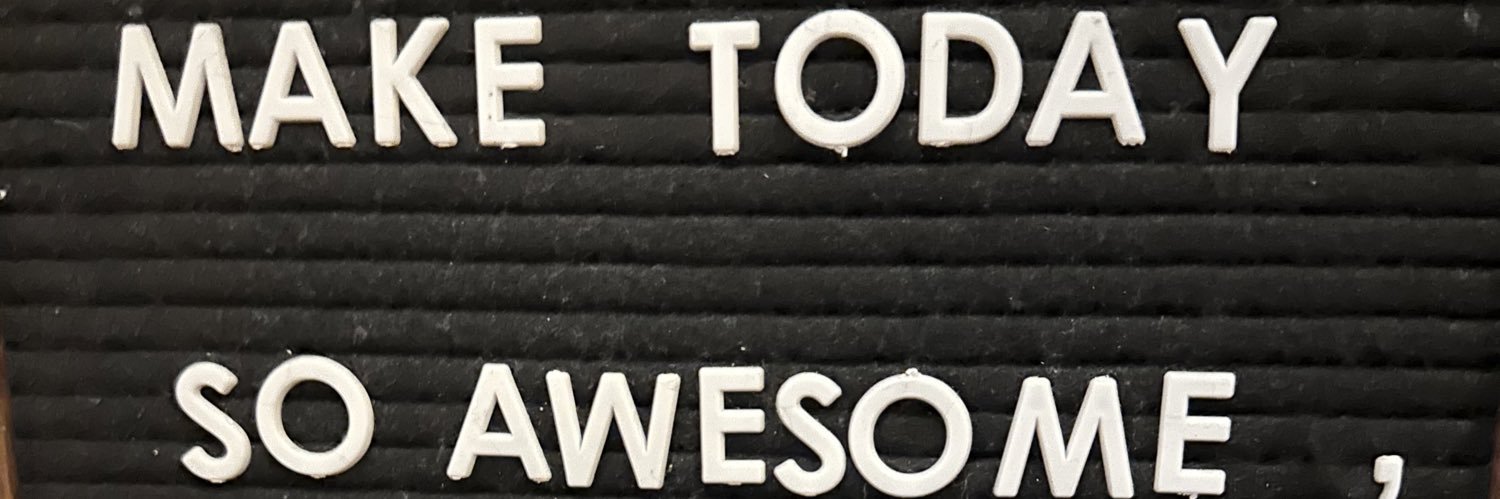 MAKE TODAY
SO AWESOME ,